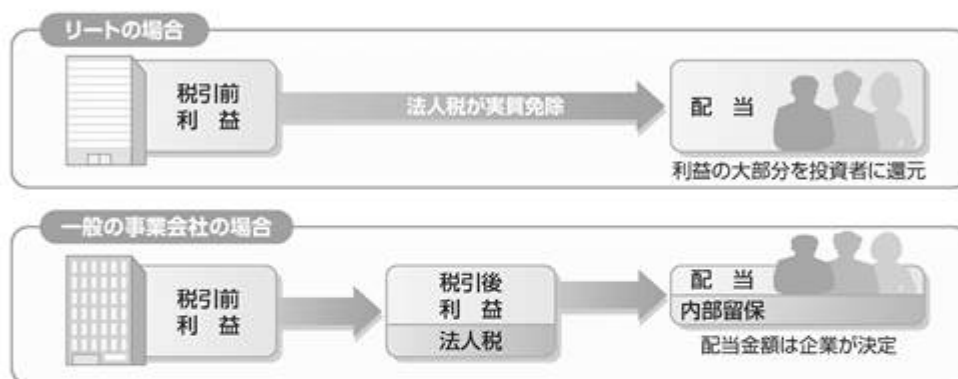 リートの場合
税引前
利 益
法人税が実質免除
配 当
利益の大部分を投資者に還元
一般の事業会社の場合
税引前
利 益
税引後
利 益
法人税
配 当
内部留保
配当金額は企業が決定